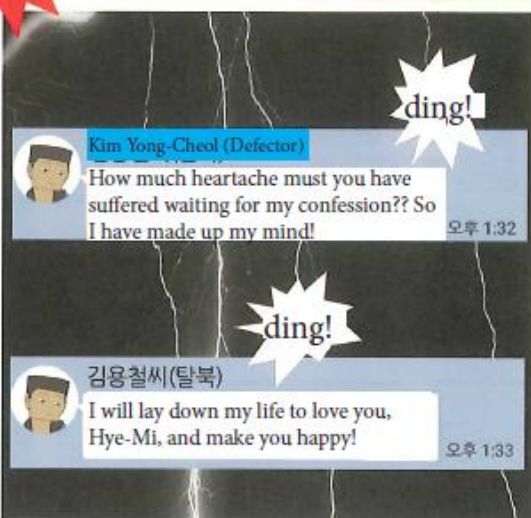 ding!
Kim Yong-Cheol (Defector)
How much heartache must you have
suffered waiting for my confession?? So
I have made up my mind!
오후 1:32
ding!
김용철씨(탈북)
I will lay down my life to love you,
Hye-Mi, and make you happy!
오후 1:33